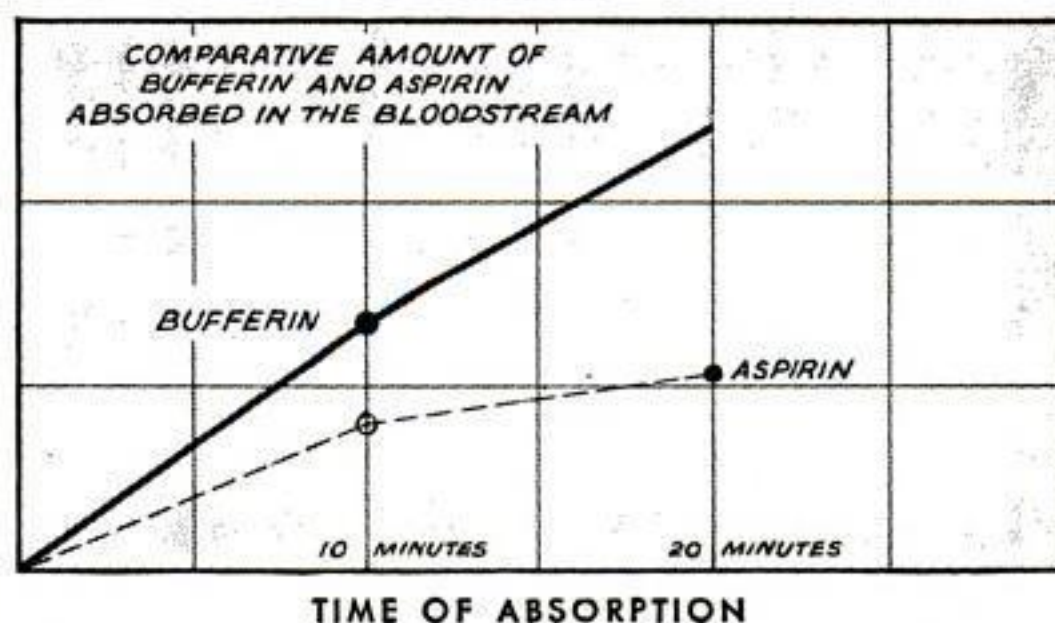 COMPARATIVE AMOUNT OF
BUFFERIN AND ASPIRIN
ABSORBED IN THE BLOODSTREAM
BUFFERIN
ASPIRIN
10 MINUTES
20 MINUTES
TIME OF ABSORPTION